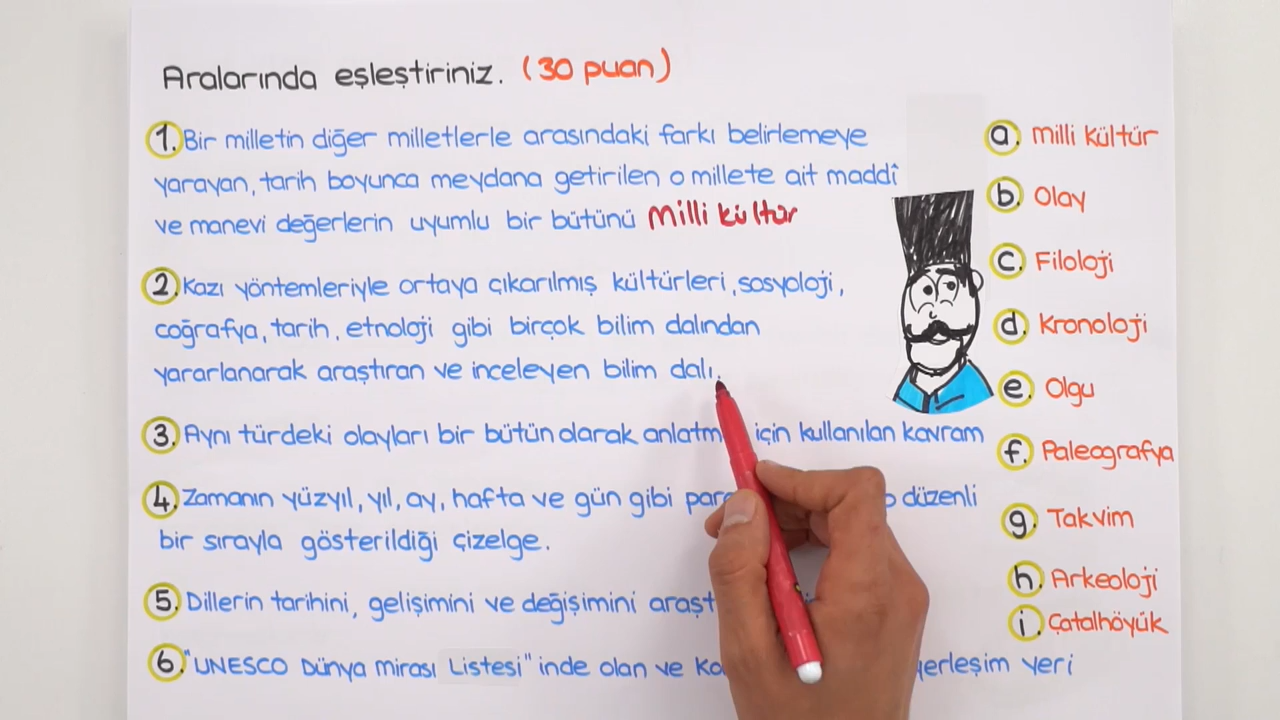 Aralarında eşleştiriniz. (30 puan)
1. Bir milletin diğer milletlerle arasındaki farkı belirlemeye
yarayan, tarih boyunca meydana getirilen o millete ait maddî
ve manevi değerlerin uyumlu bir bütünü Milli kültür
2. Kazı yöntemleriyle ortaya çıkarılmış kültürleri, sosyoloji,
coğrafya, tarih, etnoloji gibi birçok bilim dalından
yararlanarak araştıran ve inceleyen bilim dalı.
3. Aynı türdeki olayları bir bütün olarak için kullanılan kavram
4. Zamanın yüzyıl, yıl, ay, hafta ve gün gibi düzenli
bir sırayla gösterildiği çizelge.
5. Dillerin tarihini, gelişimini ve değişimini
6. "UNESCO Dünya mirası Listesi" inde olan ve yerleşim yeri
a. milli kültür
b. Olay
c. Filoloji
d. Kronoloji
e. Olgu
f. Paleografya
g. Takvim
h. Arkeoloji
i. Çatalhöyük